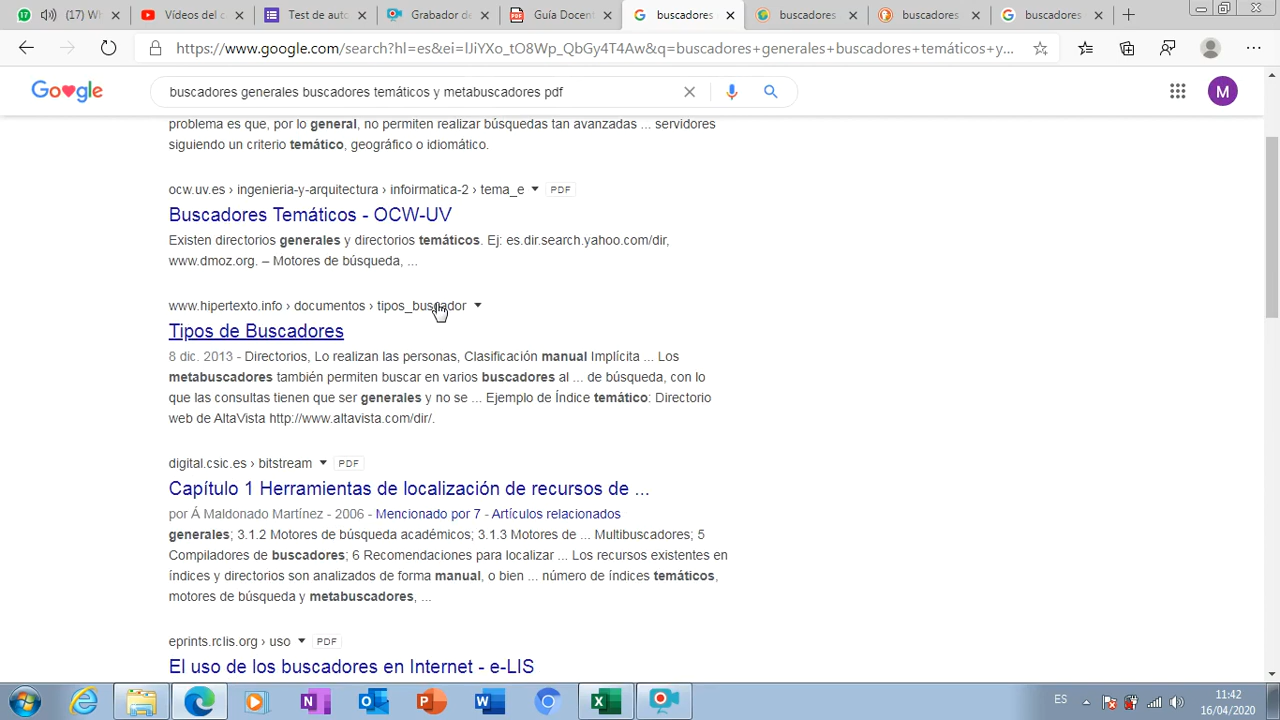 (17) Wh
Vídeos del c
Test de auto
Grabador de
Guía Docent
buscadores
buscadores
buscadores
buscadores
https://www.google.com/search?hl=es&ei=lJiYXo_tO8Wp_QbGy4T4Aw&q=buscadores+generales+buscadores+temáticos+y...
buscadores generales buscadores temáticos y metabuscadores pdf
M
problema es que, por lo general, no permiten realizar búsquedas tan avanzadas ... servidores
siguiendo un criterio temático, geográfico o idiomático.
ocw.uv.es › ingenieria-y-arquitectura › infoirmatica-2 › tema_e PDF
Buscadores Temáticos - OCW-UV
Existen directorios generales y directorios temáticos. Ej: es.dir.search.yahoo.com/dir,
www.dmoz.org. – Motores de búsqueda, ...
www.hipertexto.info › documentos › tipos_buscador
Tipos de Buscadores
8 dic. 2013 - Directorios, Lo realizan las personas, Clasificación manual Implícita ... Los
metabuscadores también permiten buscar en varios buscadores al ... de búsqueda, con lo
que las consultas tienen que ser generales y no se ... Ejemplo de Índice temático: Directorio
web de AltaVista http://www.altavista.com/dir/.
digital.csic.es › bitstream PDF
Capítulo 1 Herramientas de localización de recursos de ...
por Á Maldonado Martínez - 2006 - Mencionado por 7 - Artículos relacionados
generales; 3.1.2 Motores de búsqueda académicos; 3.1.3 Motores de ... Multibuscadores; 5
Compiladores de buscadores; 6 Recomendaciones para localizar ... Los recursos existentes en
índices y directorios son analizados de forma manual, o bien ... número de índices temáticos,
motores de búsqueda y metabuscadores, ...
eprints.rclis.org › uso PDF
El uso de los buscadores en Internet - e-LIS
ES
11:42
16/04/2020